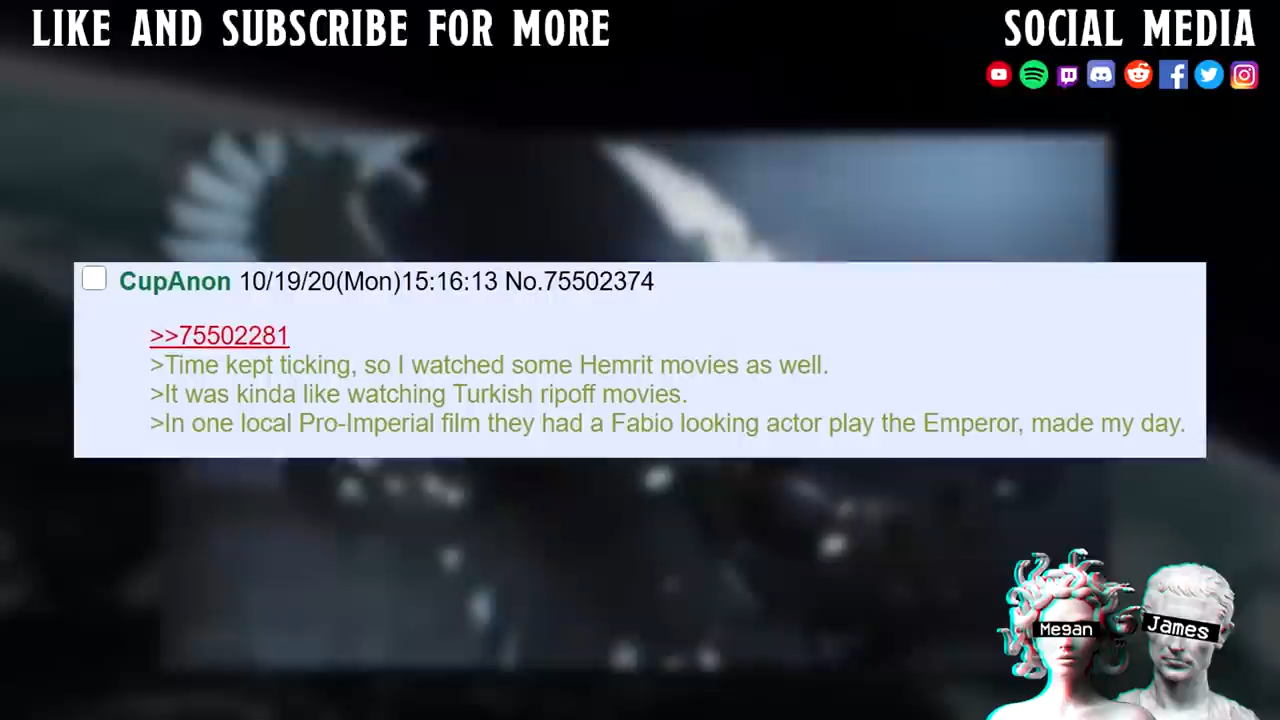 LIKE AND SUBSCRIBE FOR MORE
SOCIAL MEDIA
CupAnon 10/19/20(Mon)15:16:13 No.75502374
>>75502281
>Time kept ticking, so I watched some Hemrit movies as well.
>It was kinda like watching Turkish ripoff movies.
>In one local Pro-Imperial film they had a Fabio looking actor play the Emperor, made my day.
Megan
James